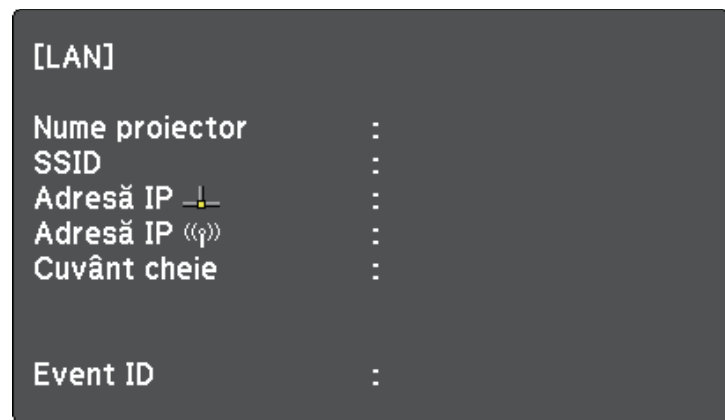 [LAN]
Nume proiector :
SSID :
Adresă IP :
Adresă IP :
Cuvânt cheie :
Event ID :